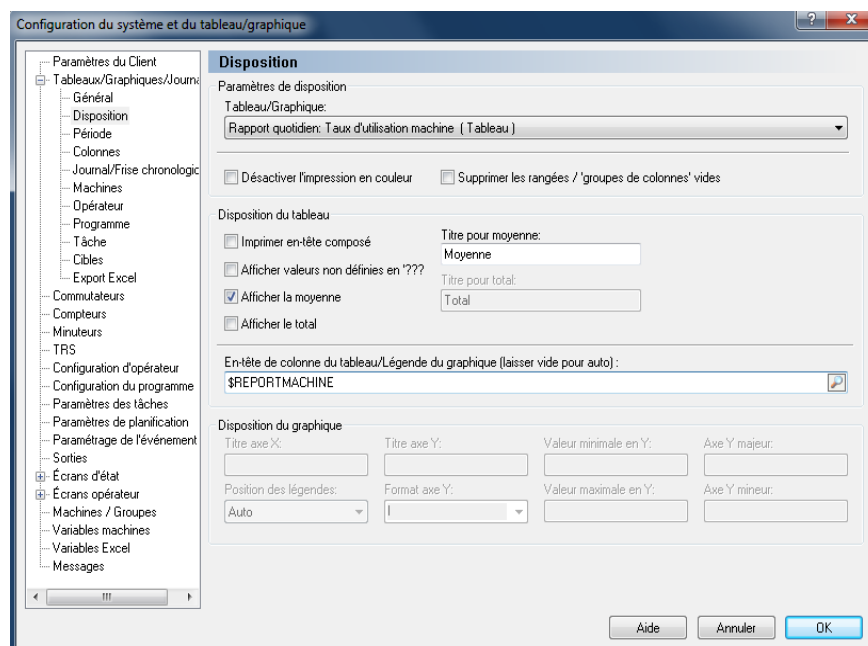 Configuration du système et du tableau/graphique
Paramètres du Client
Tableaux/Graphiques/Journa
Général
Disposition
Période
Colonnes
Journal/Frise chronologic
Machines
Opérateur
Programme
Tâche
Cibles
Export Excel
Commutateurs
Compteurs
Minuteurs
TRS
Configuration d'opérateur
Configuration du programme
Paramètres des tâches
Paramètres de planification
Paramétrage de l'événement
Sorties
Écrans d'état
Écrans opérateur
Machines / Groupes
Variables machines
Variables Excel
Messages
Disposition
Paramètres de disposition
Tableau/Graphique:
Rapport quotidien: Taux d'utilisation machine ( Tableau )
Désactiver l'impression en couleur
Supprimer les rangées / 'groupes de colonnes' vides
Disposition du tableau
Imprimer en-tête composé
Titre pour moyenne:
Moyenne
Afficher valeurs non définies en '???
Titre pour total:
Afficher la moyenne
Total
Afficher le total
En-tête de colonne du tableau/Légende du graphique (laisser vide pour auto) :
$REPORTMACHINE
Disposition du graphique
Titre axe X: Titre axe Y: Valeur minimale en Y: Axe Y majeur:
Position des légendes: Format axe Y: Valeur maximale en Y: Axe Y mineur:
Auto
Aide Annuler OK